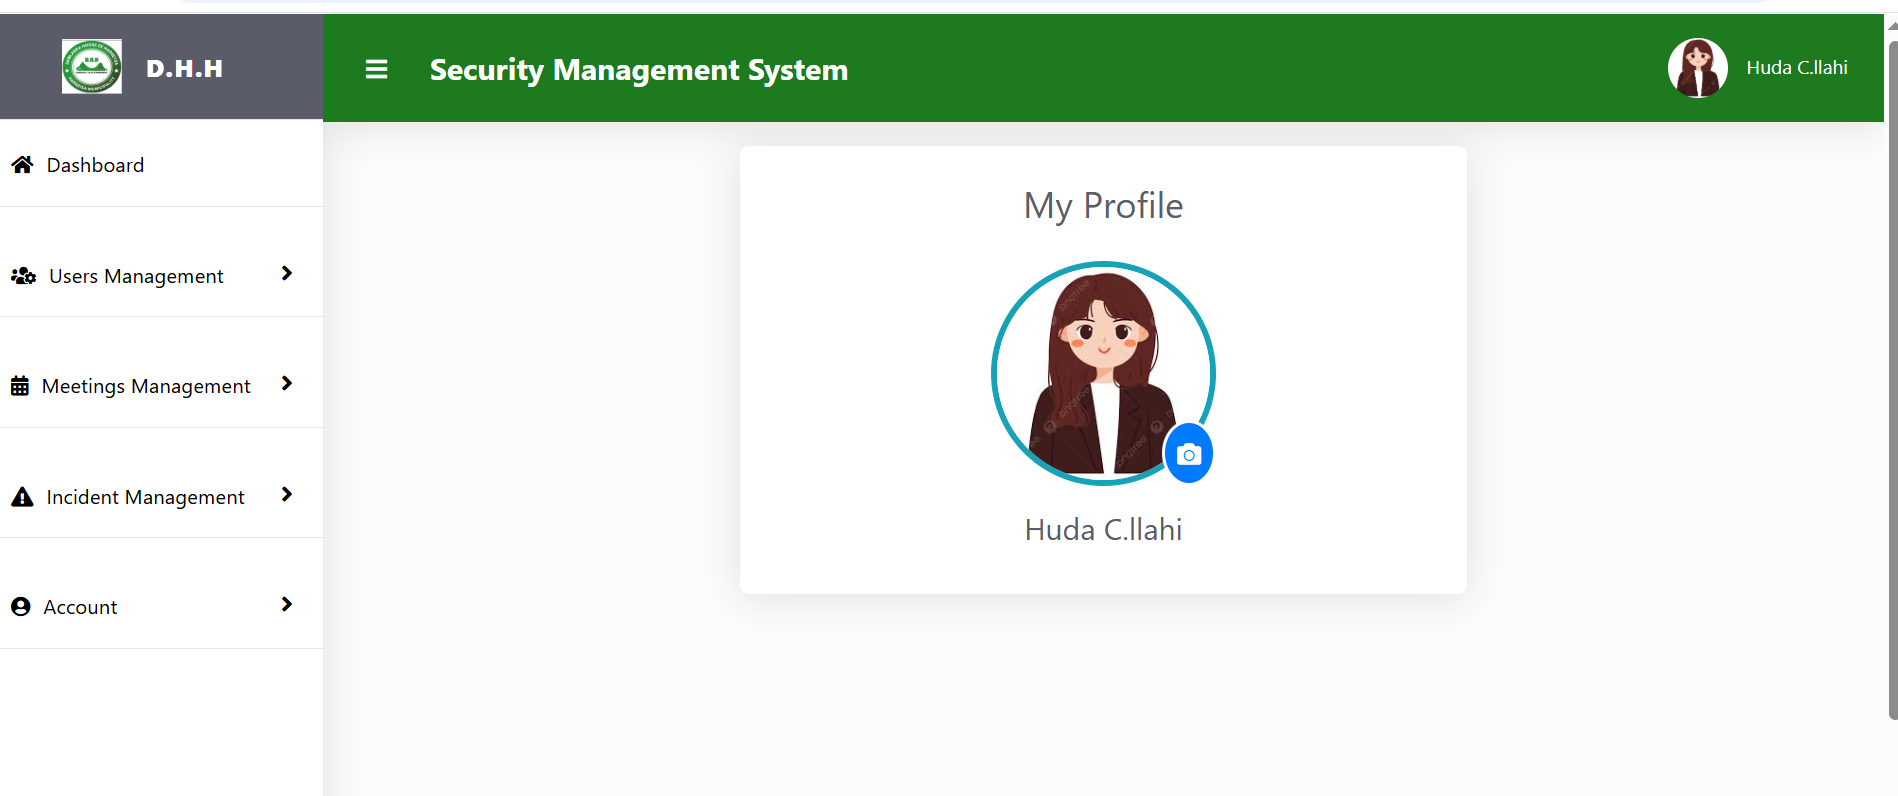 D.H.H
Security Management System
Huda C.llahi
Dashboard
Users Management
Meetings Management
Incident Management
Account
My Profile
Huda C.llahi